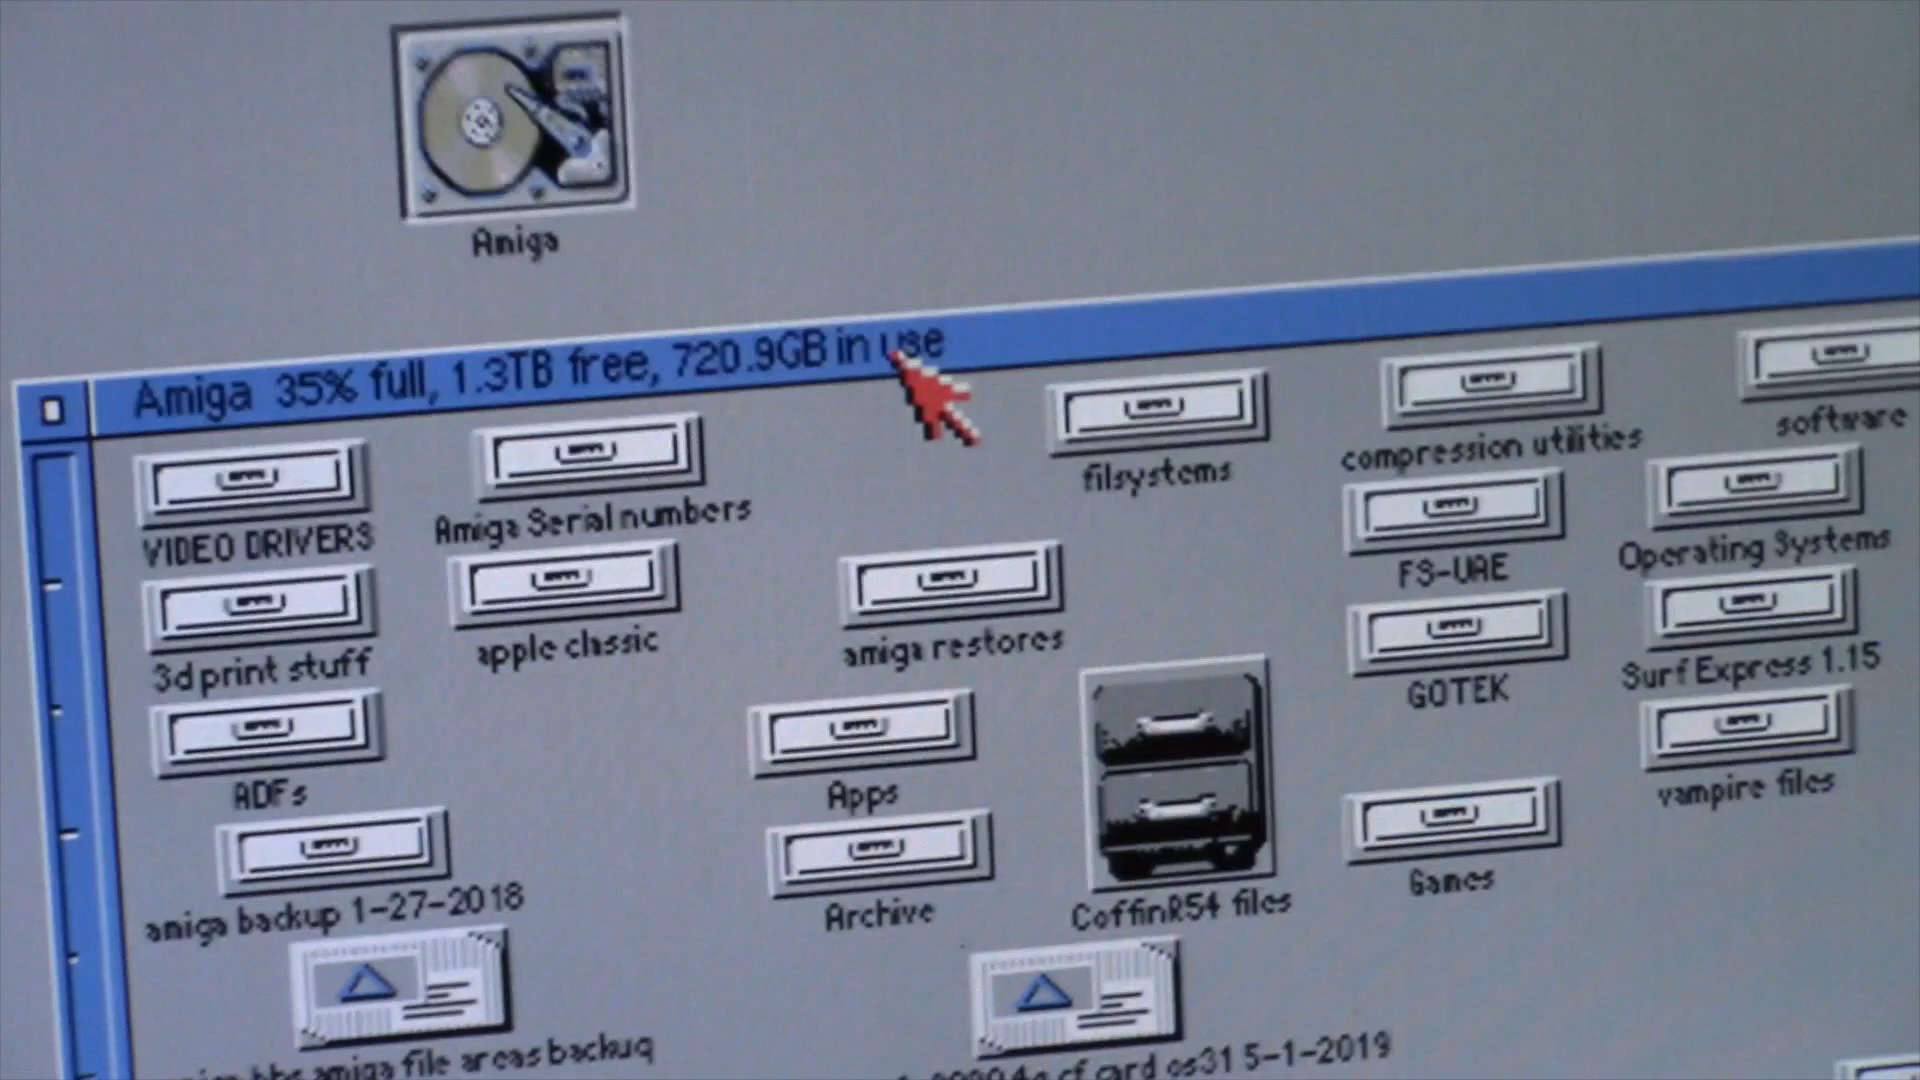 Amiga
Amiga 35% full, 1.3TB free, 720.9GB in use
VIDEO DRIVERS
Amiga Serial numbers
filsystems
compression utilities
software
3d print stuff
apple classic
amiga restores
FS-UAE
Operating Systems
ADFs
Apps
GOTEK
Surf Express 1.15
amiga backup 1-27-2018
Archive
CoffinR54 files
Games
vampire files
bbs amiga file areas backup
cf card os31 5-1-2019